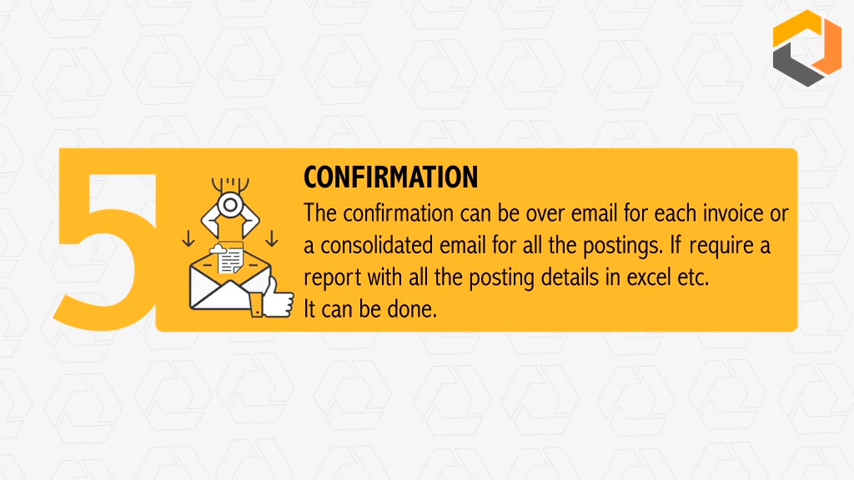 5
CONFIRMATION
The confirmation can be over email for each invoice or
a consolidated email for all the postings. If require a
report with all the posting details in excel etc.
It can be done.